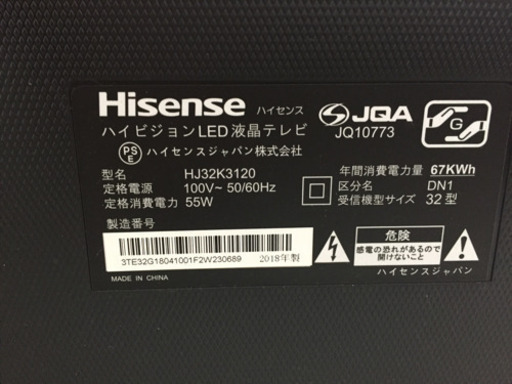 Hisense ハイセンス
ハイビジョンLED液晶テレビ
PS E ハイセンスジャパン株式会社
JQA
JQ10773
G
型名 HJ32K3120
定格電源 100V~ 50/60Hz
定格消費電力 55W
製造番号
3TE32G18041001F2W230689 2018年製
MADE IN CHINA
年間消費電力量 67KWh
区分名 DN1
受信機型サイズ 32型
危険
感電の恐れがあるので
開けないこと
ハイセンスジャパン